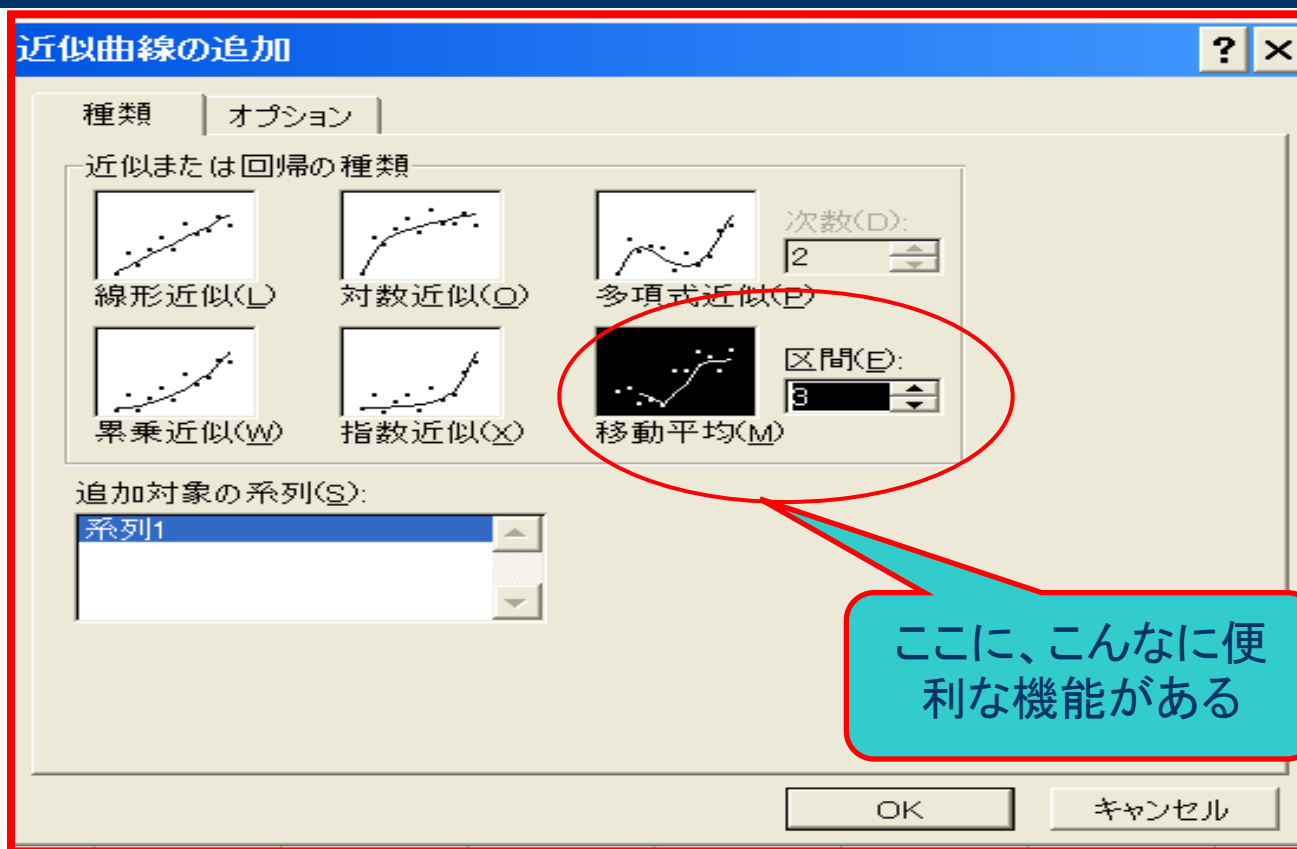 近似曲線の追加
種類 オプション
近似または回帰の種類
次数(D):
2
線形近似(L) 対数近似(O) 多項式近似(P)
区間(E):
3
累乗近似(W) 指数近似(X) 移動平均(M)
追加対象の系列(S):
系列1
ここに、こんなに便
利な機能がある
OK キャンセル